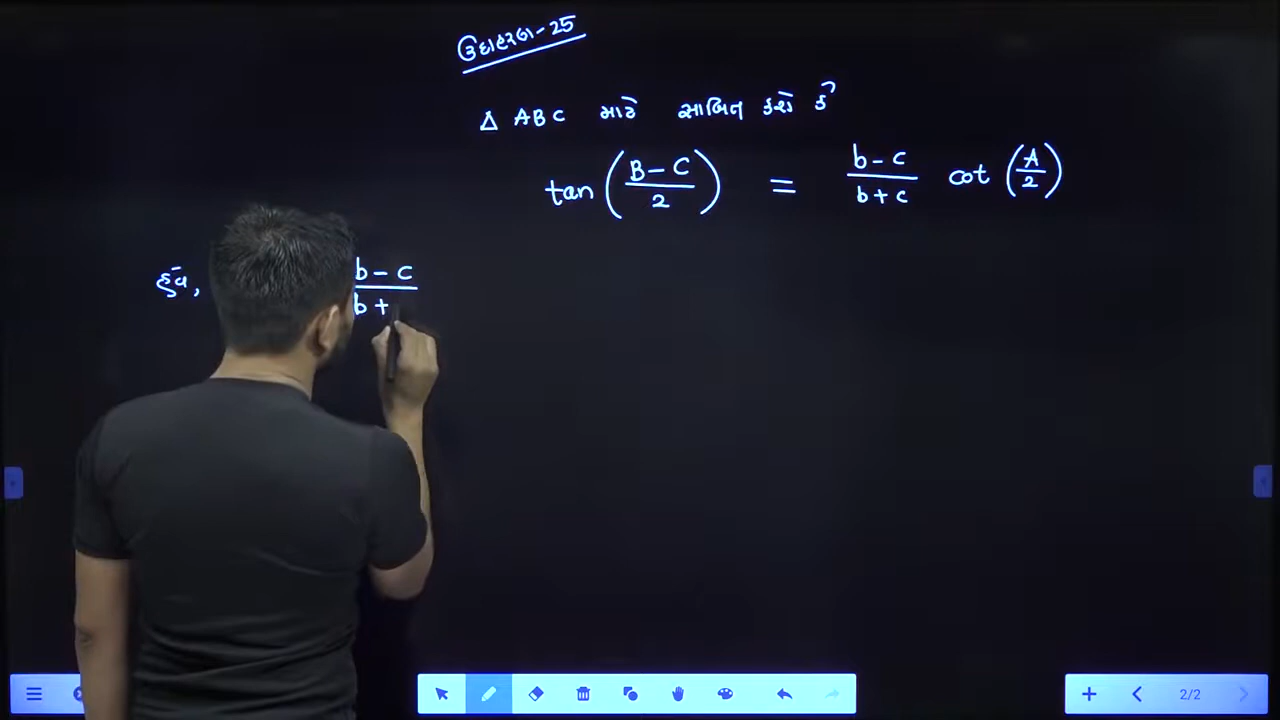 ઉદાહરણ-25
Δ ABC માટે સાબિત કરો કે
tan (B-C/2) = b-c/b+c cot (A/2)
હવે, b-c/b+
2/2